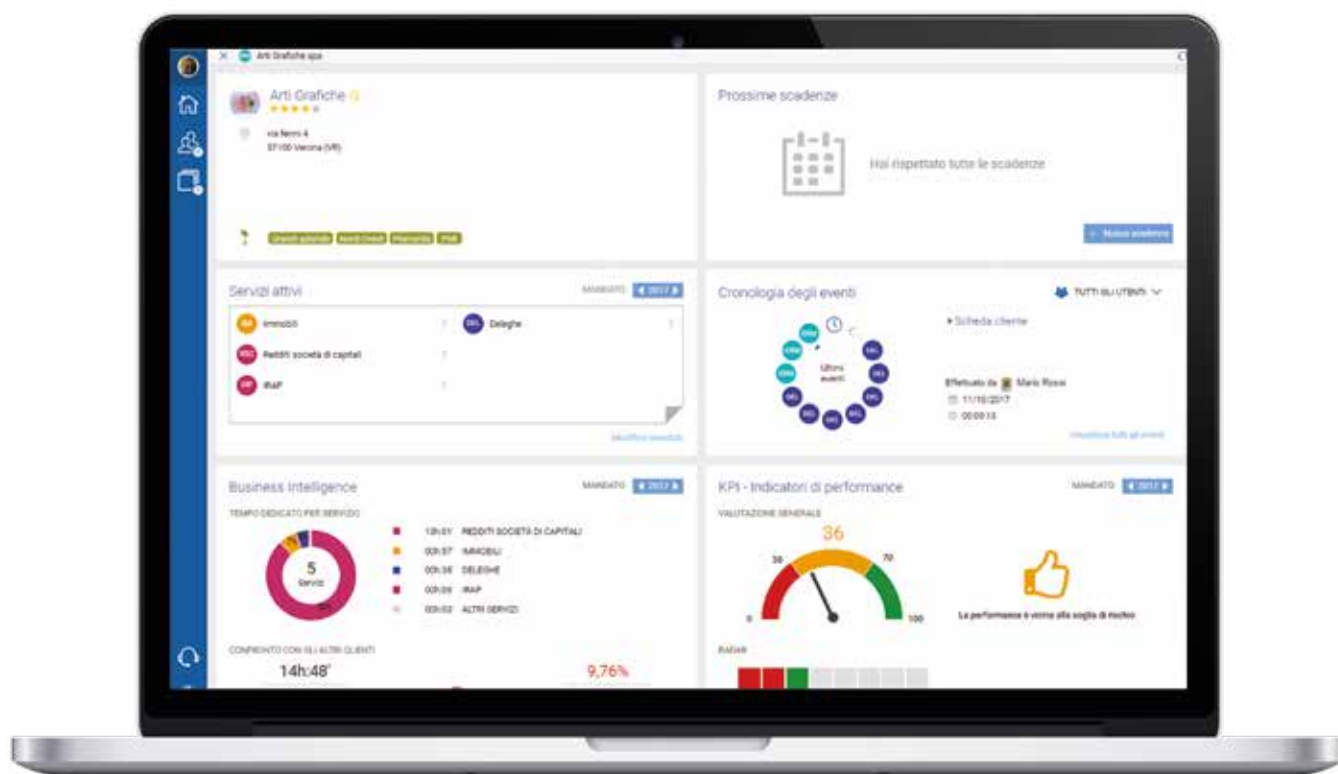 Arti Grafiche spa
Arti Grafiche
via fermi 4
37100 Verona (VR)
Prossime scadenze
Hai rispettato tutte le scadenze
+ Nuova scadenza
Servizi attivi
MANDATO 2017
Immobili
DEL Deleghe
Redditi società di capitali
IRAP
Modifica mandato
Cronologia degli eventi
TUTTI GLI UTENTI
Ultimi
eventi
Scheda cliente
Effettuato da Mario Rossi
11/10/2017
Visualizza tutti gli eventi
Business Intelligence
MANDATO 2017
TEMPO DEDICATO PER SERVIZIO
5
Servizi
REDDITI SOCIETÀ DI CAPITALI
IMMOBILI
DELEGHE
IRAP
ALTRI SERVIZI
CONFRONTO CON GLI ALTRI CLIENTI
14h:48'
9,76%
KPI - Indicatori di performance
MANDATO 2017
VALUTAZIONE GENERALE
36
70
0
100
La performance è vicina alla soglia di rischio
RADAR